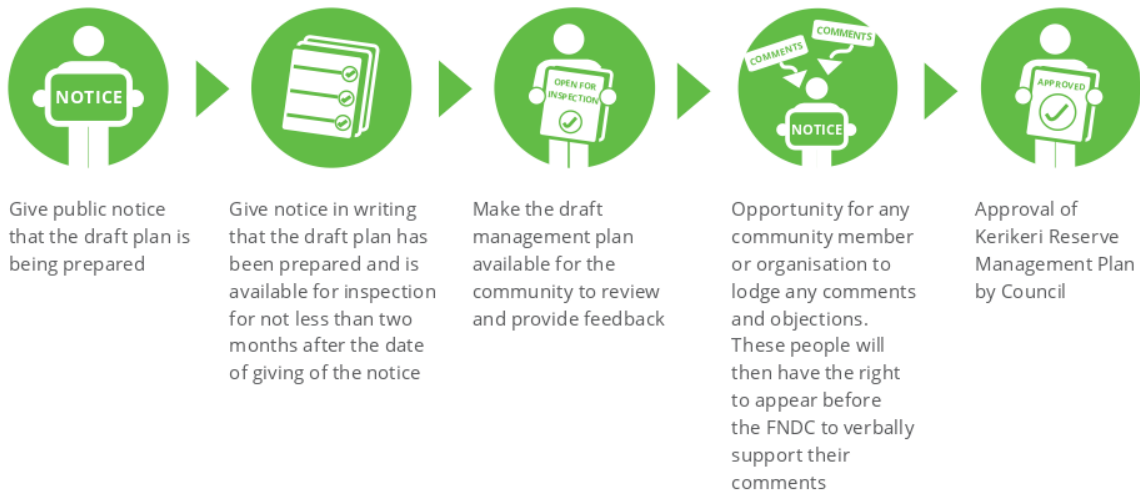 NOTICE
OPEN FOR
INSPECTION
COMMENTS
COMMENTS
NOTICE
APPROVED
Give public notice
that the draft plan is
being prepared
Give notice in writing
that the draft plan has
been prepared and is
available for inspection
for not less than two
months after the date
of giving of the notice
Make the draft
management plan
available for the
community to review
and provide feedback
Opportunity for any
community member
or organisation to
lodge any comments
and objections.
These people will
then have the right
to appear before
the FNDC to verbally
support their
comments
Approval of
Kerikeri Reserve
Management Plan
by Council